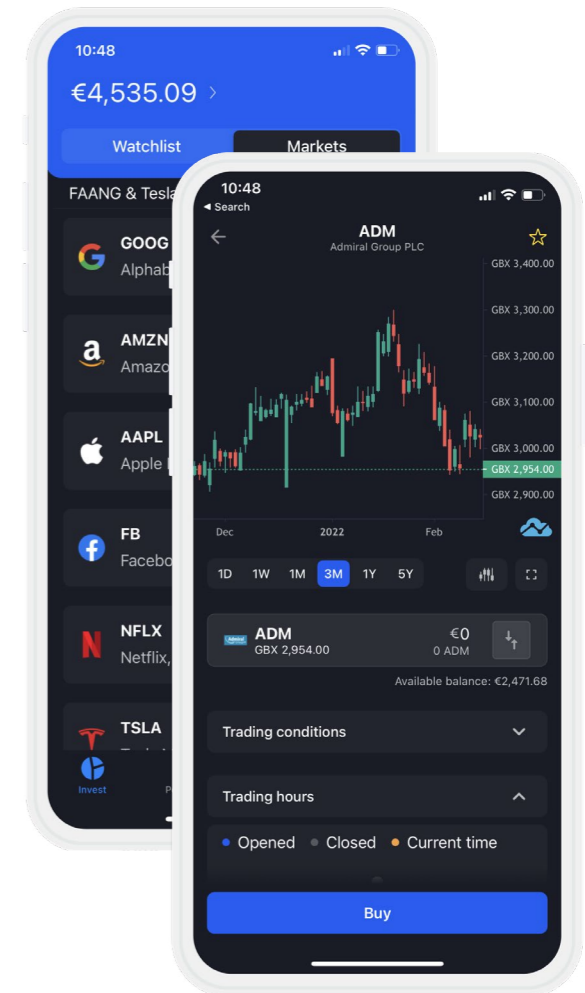 10:48
€4,535.09
Watchlist
Markets
FAANG & Tesla
GOOG
Alphab
AMZN
Amazo
AAPL
Apple
FB
Facebo
NFLX
Netflix,
TSLA
Invest
P
10:48
Search
ADM
Admiral Group PLC
GBX 3,400.00
GBX 3,300.00
GBX 3,200.00
GBX 3,100.00
GBX 3,000.00
GBX 2,954.00
GBX 2,900.00
Dec 2022 Feb
1D 1W 1M 3M 1Y 5Y
Admiral
ADM €0
GBX 2,954.00 0 ADM
Available balance: €2,471.68
Trading conditions
Trading hours
Opened Closed Current time
Buy